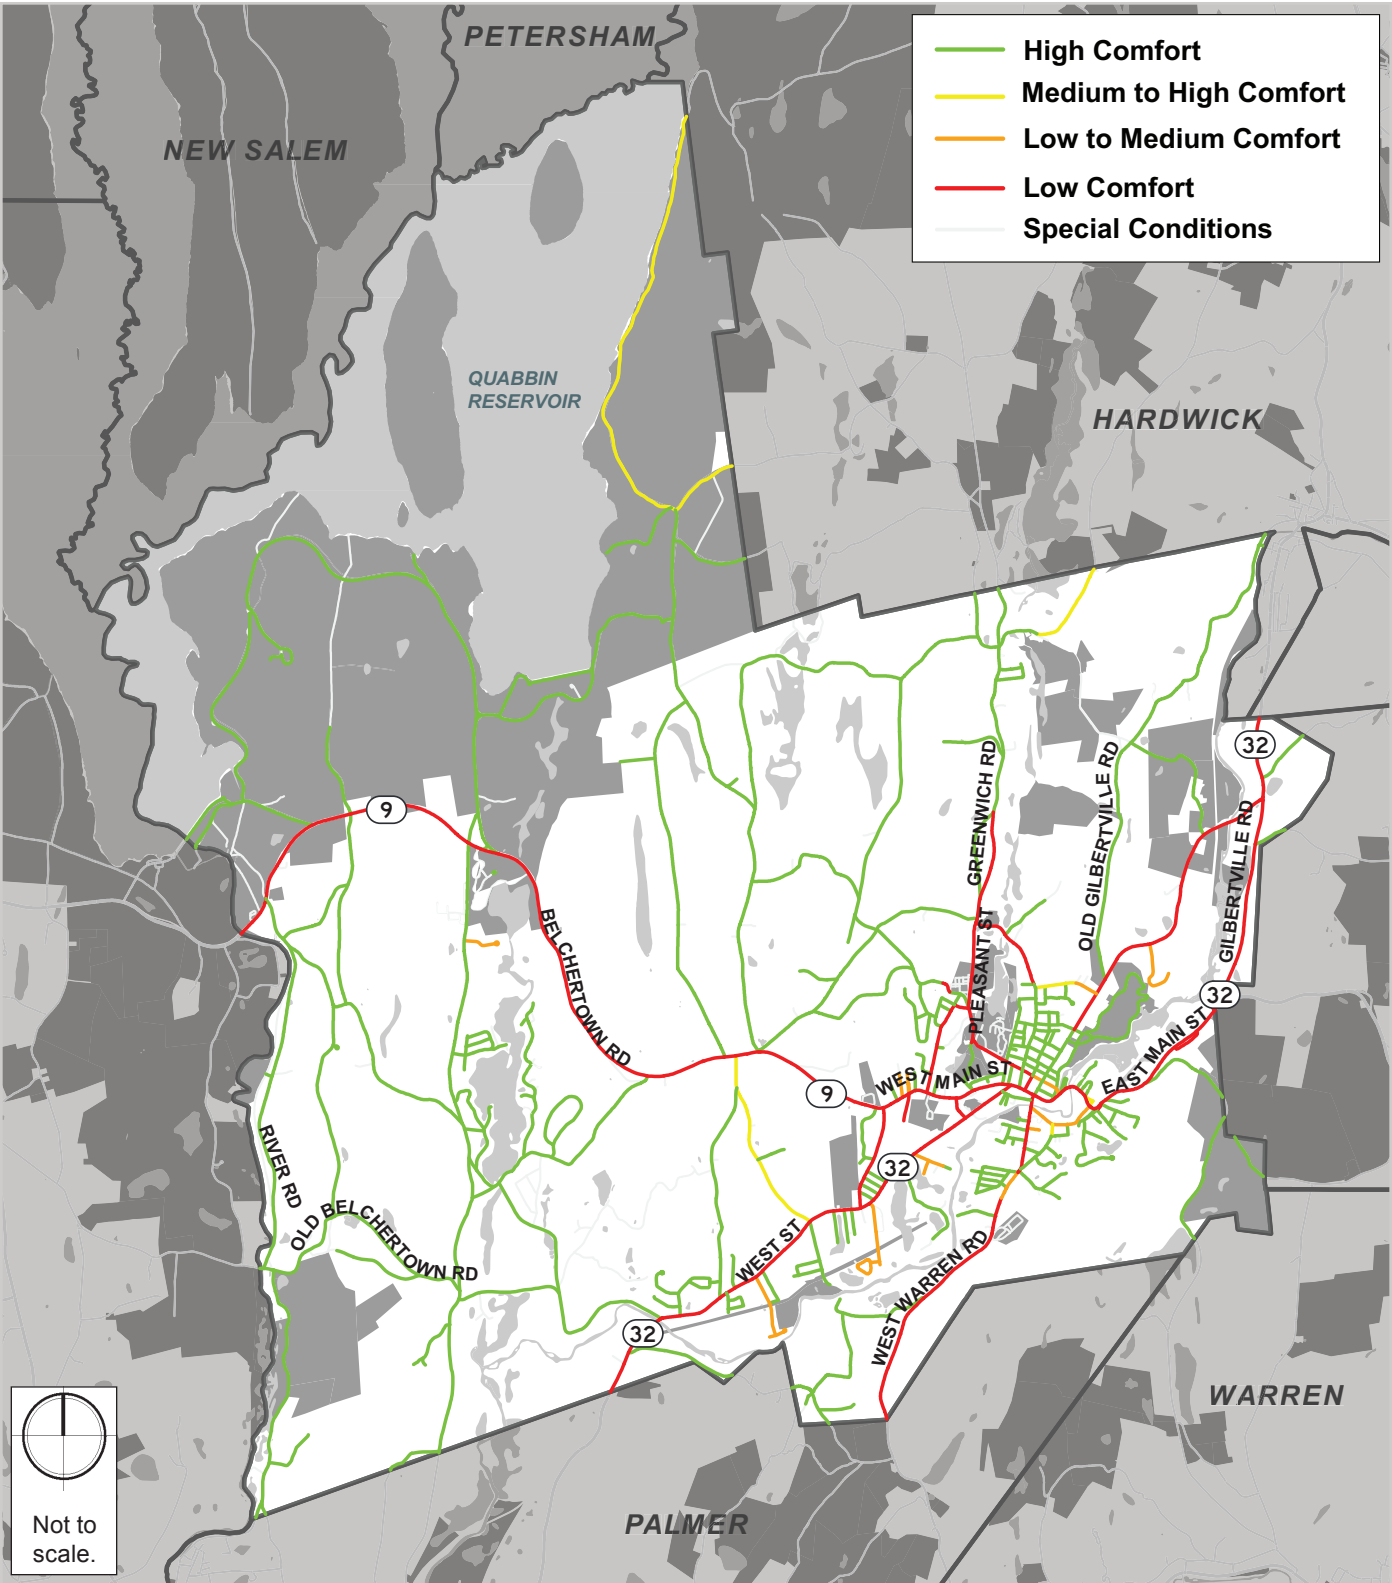 PETERSHAM
NEW SALEM
High Comfort
Medium to High Comfort
Low to Medium Comfort
Low Comfort
Special Conditions
QUABBIN
RESERVOIR
HARDWICK
32
9
GREENWICH RD
OLD GILBERTVILLE RD
GILBERTVILLE RD
BELCHERTOWN RD
PLEASANT ST
32
EAST MAIN ST
WEST MAIN ST
9
RIVER RD
32
OLD BELCHERTOWN RD
WEST ST
WEST WARREN RD
32
WARREN
PALMER
Not to
scale.